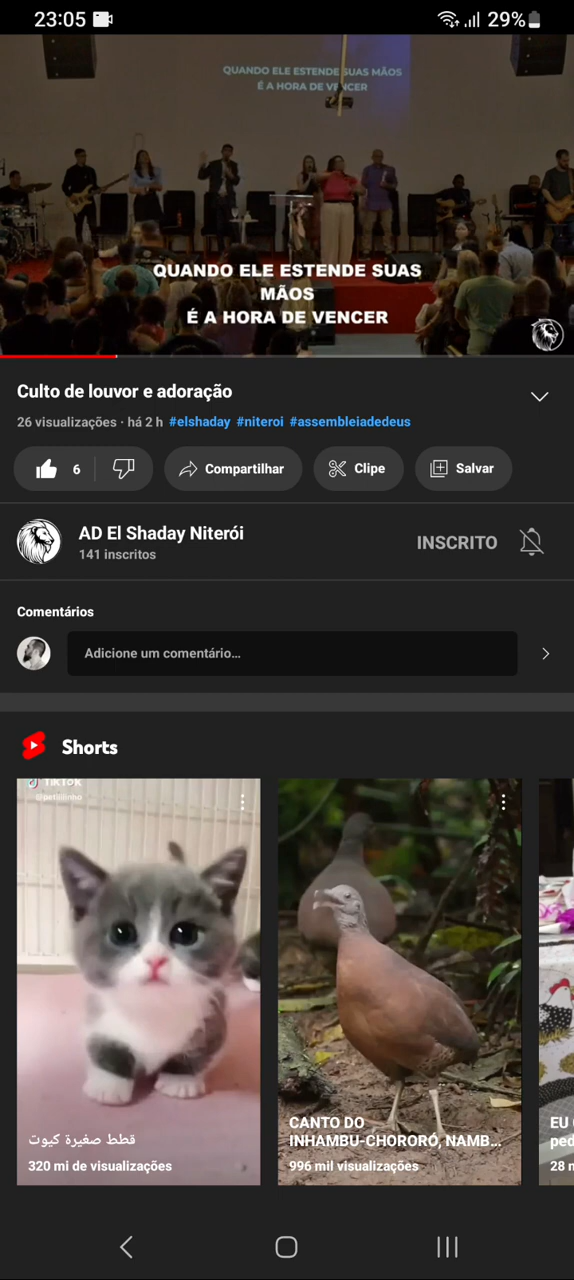 23:05
29%
QUANDO ELE ESTENDE SUAS MÃOS
É A HORA DE VENCER
QUANDO ELE ESTENDE SUAS
MÃOS
É A HORA DE VENCER
Culto de louvor e adoração
26 visualizações · há 2 h #elshaday #niteroi #assembleiadedeus
6
Compartilhar
Clipe
Salvar
AD El Shaday Niterói
141 inscritos
INSCRITO
Comentários
Adicione um comentário...
Shorts
TikTok
قطط صغيرة كيوت
320 mi de visualizações
CANTO DO
INHAMBU-CHORORÓ, NAMB...
996 mil visualizações
EU
ped
28